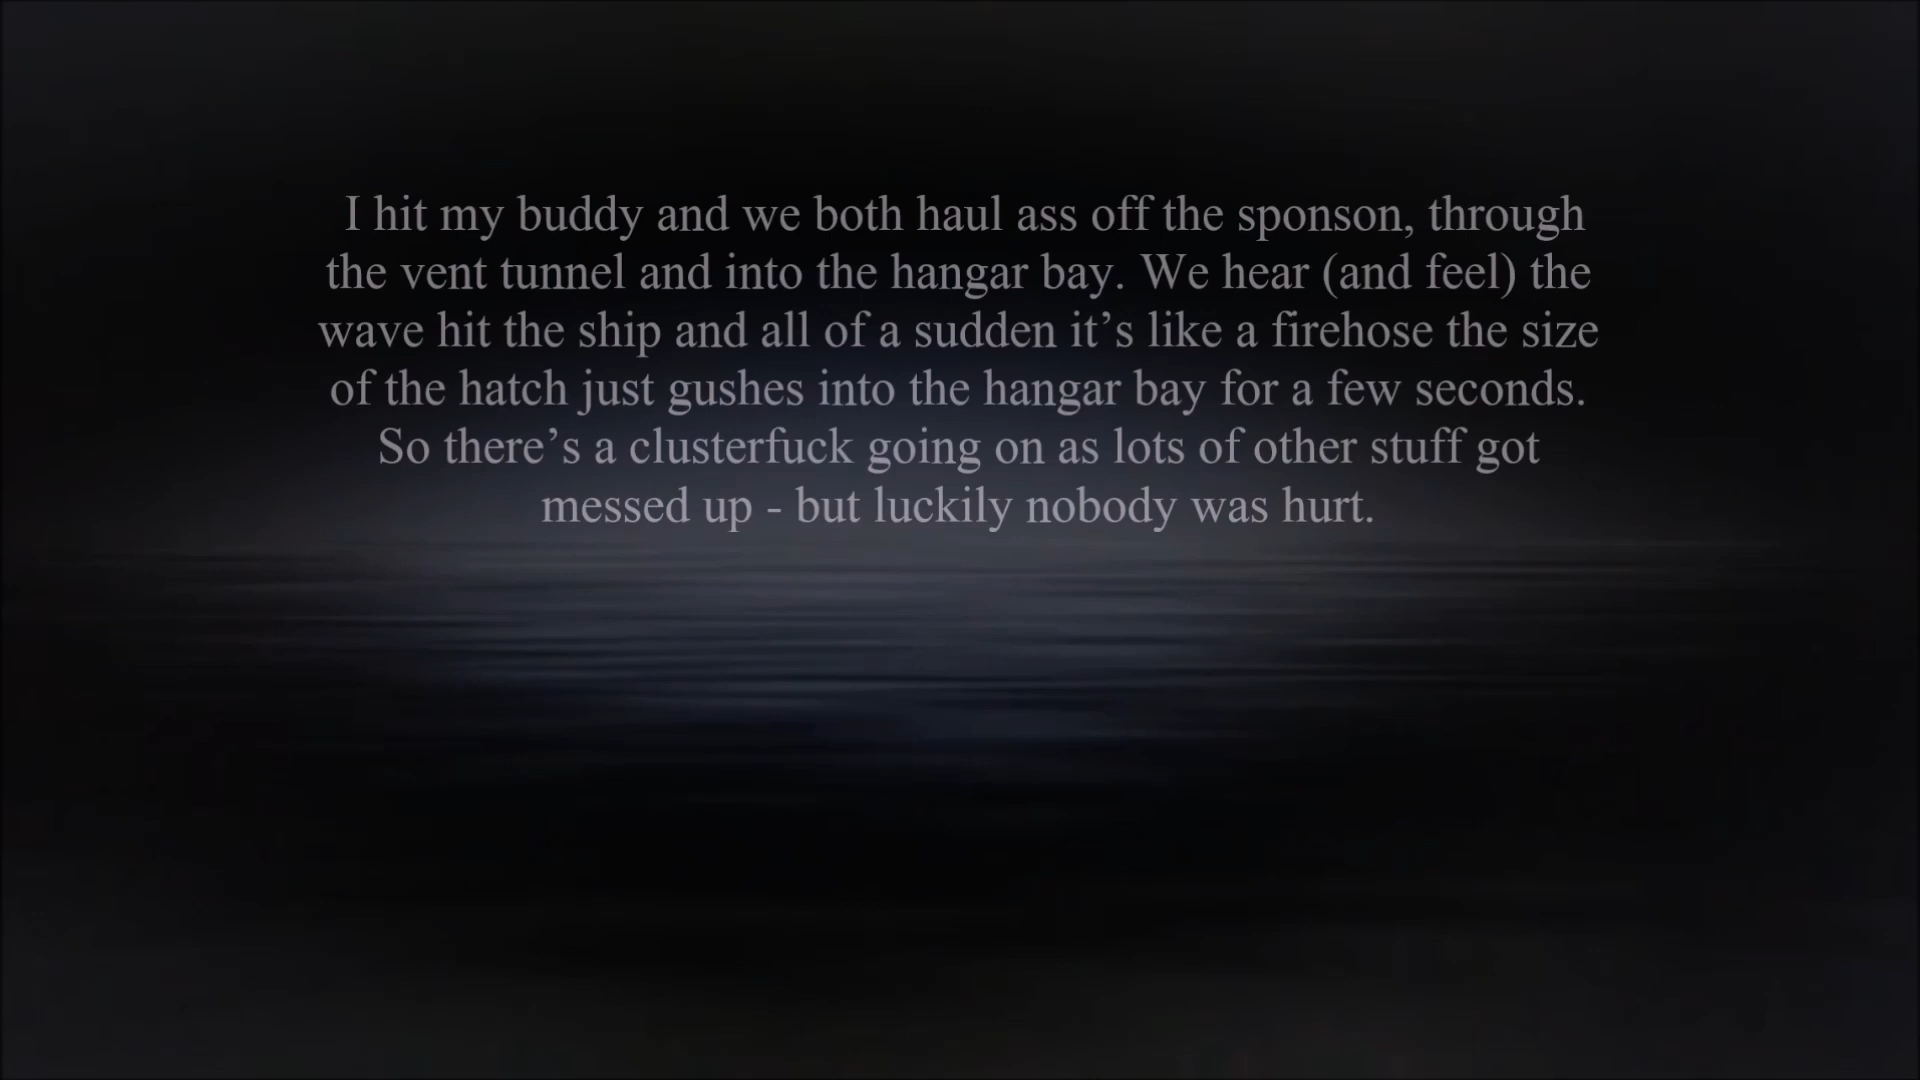 I hit my buddy and we both haul ass off the sponson, through
the vent tunnel and into the hangar bay. We hear (and feel) the
wave hit the ship and all of a sudden it’s like a firehose the size
of the hatch just gushes into the hangar bay for a few seconds.
So there’s a clusterfuck going on as lots of other stuff got
messed up - but luckily nobody was hurt.